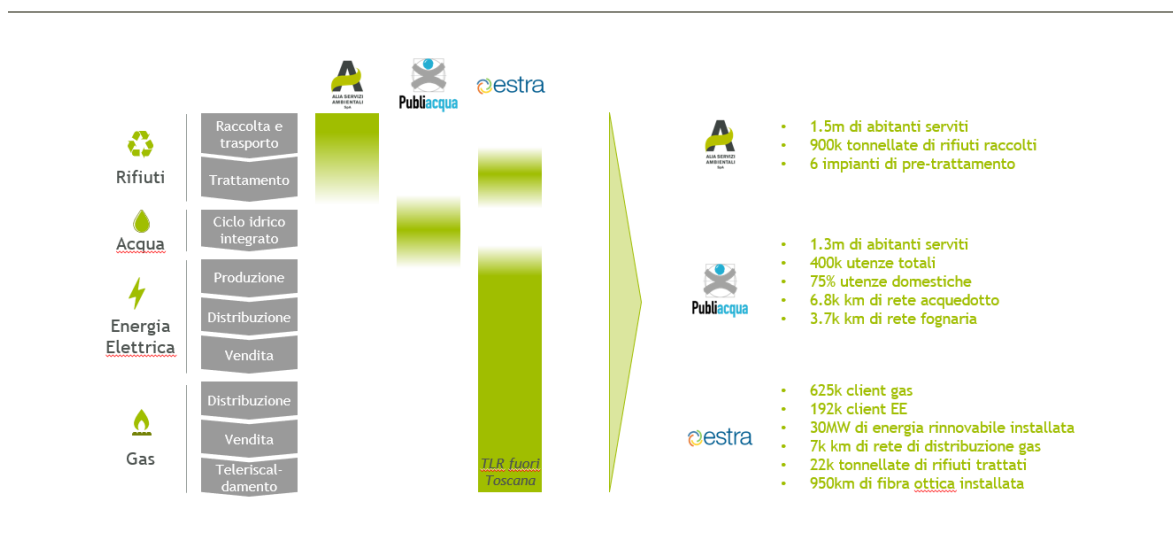 ALIA SERVIZI
AMBIENTALI
SpA
Publiacqua
estra
Rifiuti
Raccolta e
trasporto
Trattamento
Acqua
Ciclo idrico
integrato
Energia
Elettrica
Produzione
Distribuzione
Vendita
Gas
Distribuzione
Vendita
Teleriscal-
damento
TLR fuori
Toscana
ALIA SERVIZI
AMBIENTALI
SpA
• 1.5m di abitanti serviti
• 900k tonnellate di rifiuti raccolti
• 6 impianti di pre-trattamento
Publiacqua
• 1.3m di abitanti serviti
• 400k utenze totali
• 75% utenze domestiche
• 6.8k km di rete acquedotto
• 3.7k km di rete fognaria
estra
• 625k client gas
• 192k client EE
• 30MW di energia rinnovabile installata
• 7k km di rete di distribuzione gas
• 22k tonnellate di rifiuti trattati
• 950km di fibra ottica installata